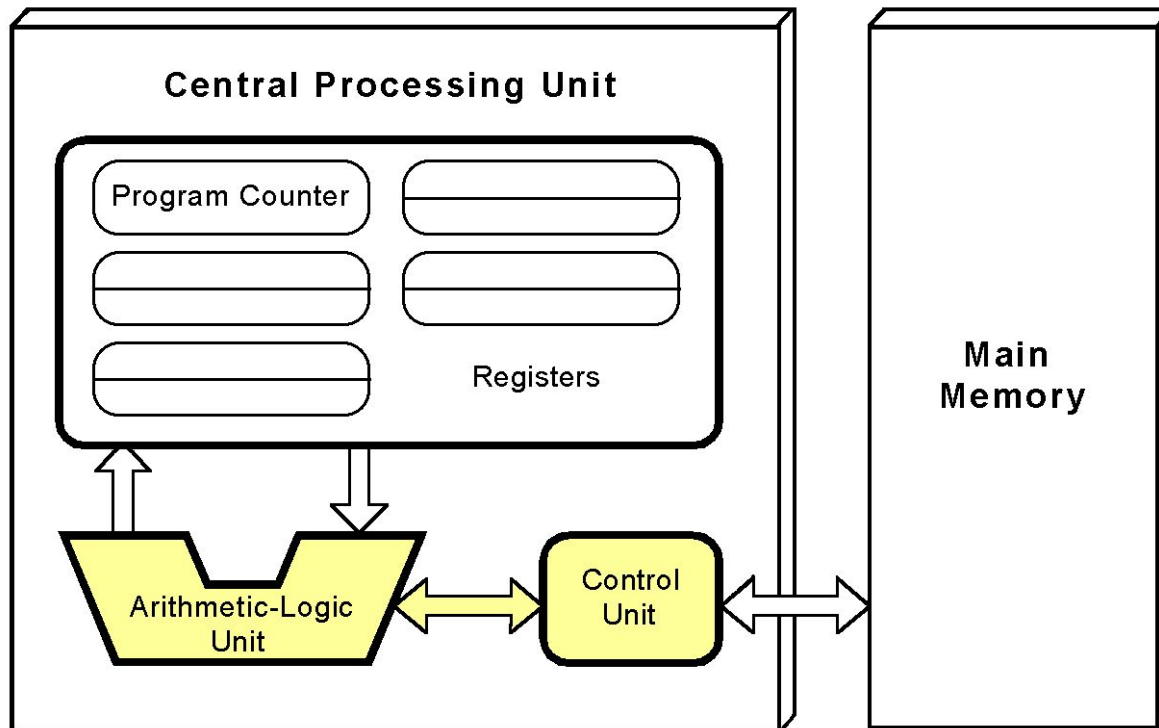 Central Processing Unit
Program Counter
Registers
Arithmetic-Logic
Unit
Control
Unit
Main
Memory